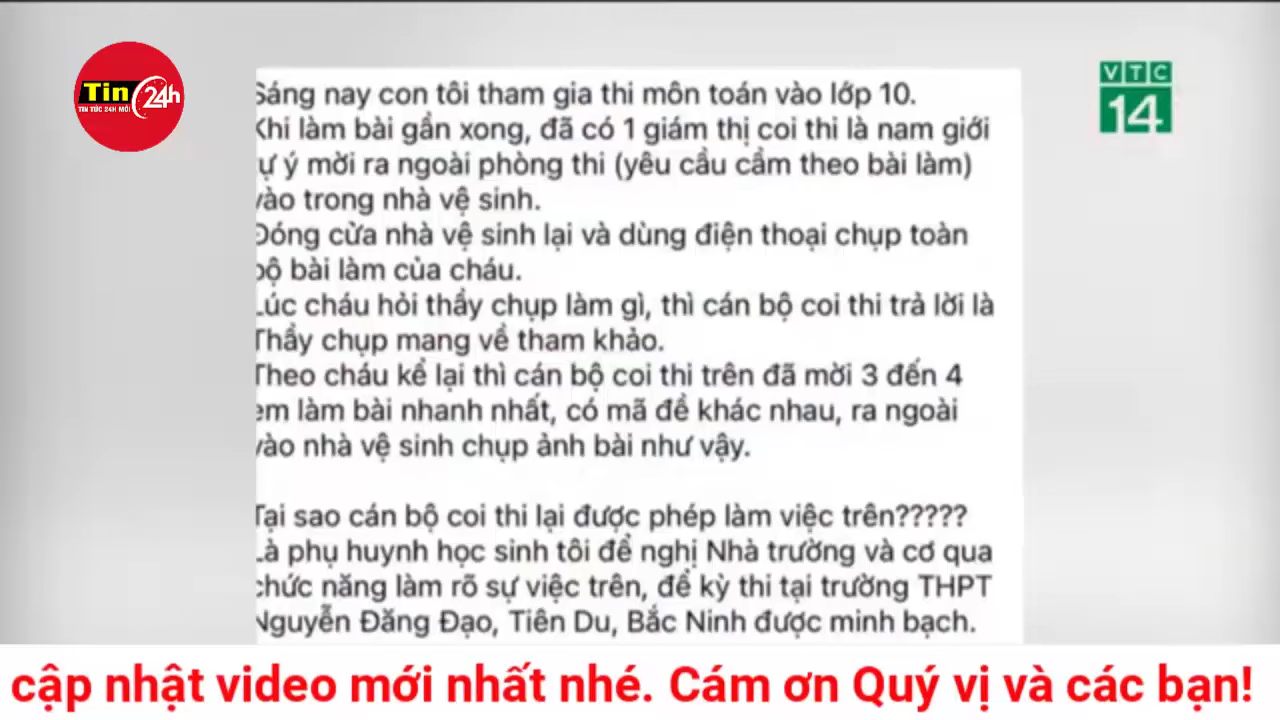 Tin 24h
TIN TỨC 24H MỚI
VTC
14
Sáng nay con tôi tham gia thi môn toán vào lớp 10.
Khi làm bài gần xong, đã có 1 giám thị coi thi là nam giới
tự ý mời ra ngoài phòng thi (yêu cầu cầm theo bài làm)
vào trong nhà vệ sinh.
Đóng cửa nhà vệ sinh lại và dùng điện thoại chụp toàn
bộ bài làm của cháu.
Lúc cháu hỏi thầy chụp làm gì, thì cán bộ coi thi trả lời là
Thầy chụp mang về tham khảo.
Theo cháu kể lại thì cán bộ coi thi trên đã mời 3 đến 4
em làm bài nhanh nhất, có mã đề khác nhau, ra ngoài
vào nhà vệ sinh chụp ảnh bài như vậy.
Tại sao cán bộ coi thi lại được phép làm việc trên?????
Là phụ huynh học sinh tôi đề nghị Nhà trường và cơ qua
chức năng làm rõ sự việc trên, để kỳ thi tại trường THPT
Nguyễn Đăng Đạo, Tiên Du, Bắc Ninh được minh bạch.
cập nhật video mới nhất nhé. Cám ơn Quý vị và các bạn!